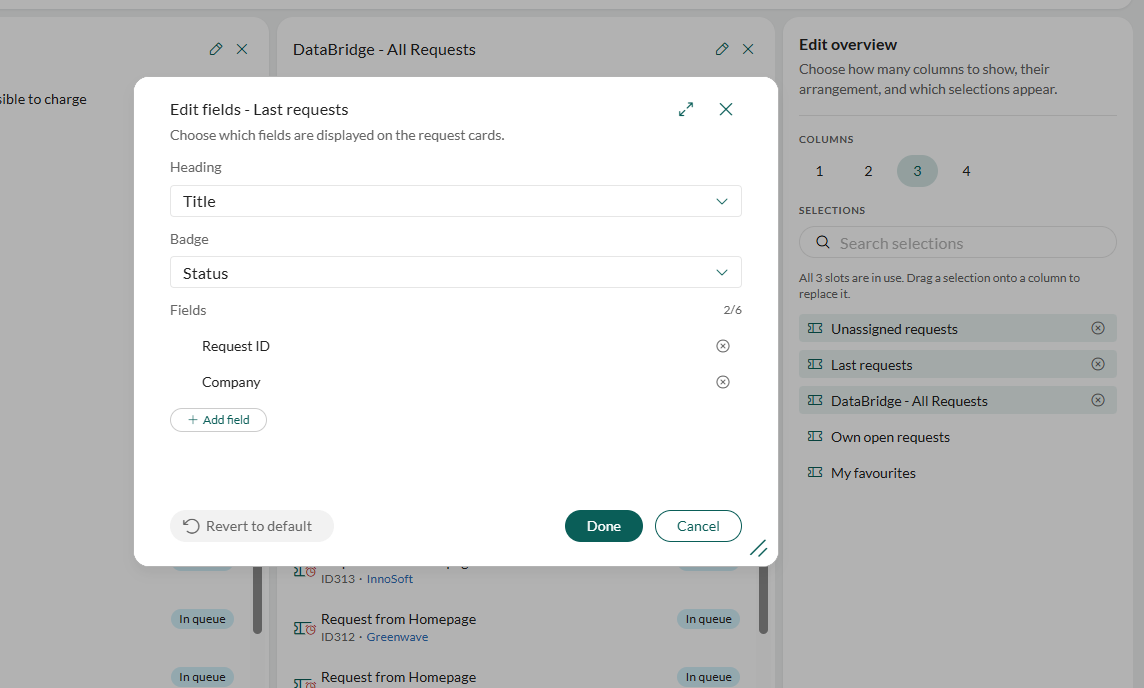 DataBridge - All Requests
sible to charge
Edit fields - Last requests
Choose which fields are displayed on the request cards.
Heading
Title
Badge
Status
Fields
2/6
Request ID
Company
+ Add field
Revert to default
Done
Cancel
ID313 · InnoSoft
In queue
Request from Homepage
In queue
ID312 · Greenwave
In queue
Request from Homepage
In queue
Edit overview
Choose how many columns to show, their
arrangement, and which selections appear.
COLUMNS
1 2 3 4
SELECTIONS
Search selections
All 3 slots are in use. Drag a selection onto a column to
replace it.
Unassigned requests
Last requests
DataBridge - All Requests
Own open requests
My favourites